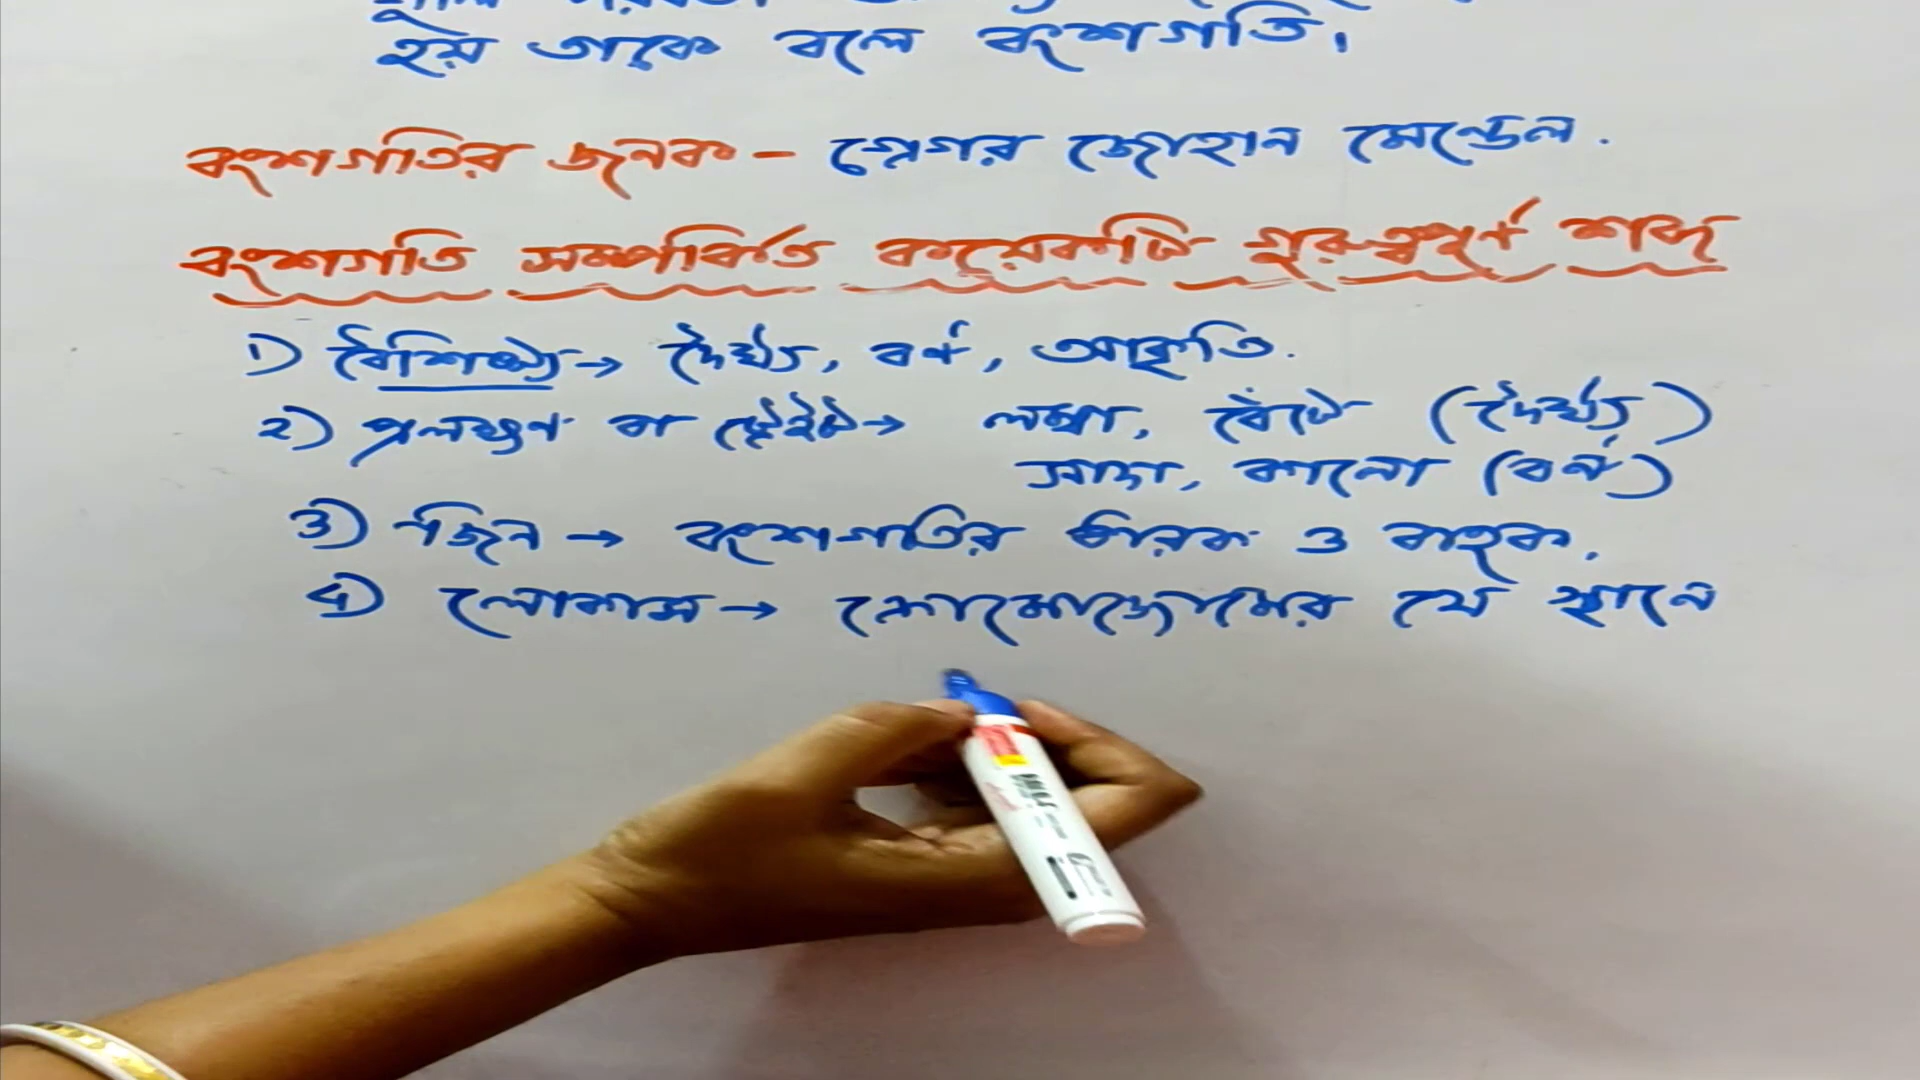 হয় তাকে বলে বংশগতি।
বংশগতির জনক - গ্রেগর জোহান মেন্ডেল.
বংশগতি সম্পর্কিত কয়েকটি গুরুত্বপূর্ণ শব্দ
1) বৈশিষ্ট্য → দৈর্ঘ্য, বর্ণ, আকৃতি.
2) প্রলক্ষণ বা ট্রেইট → লম্বা, বেঁটে (দৈর্ঘ্য)
সাদা, কালো (বর্ণ)
3) জিন → বংশগতির ধারক ও বাহক.
4) লোকাস → ক্রোমোজোমের যে স্থানে